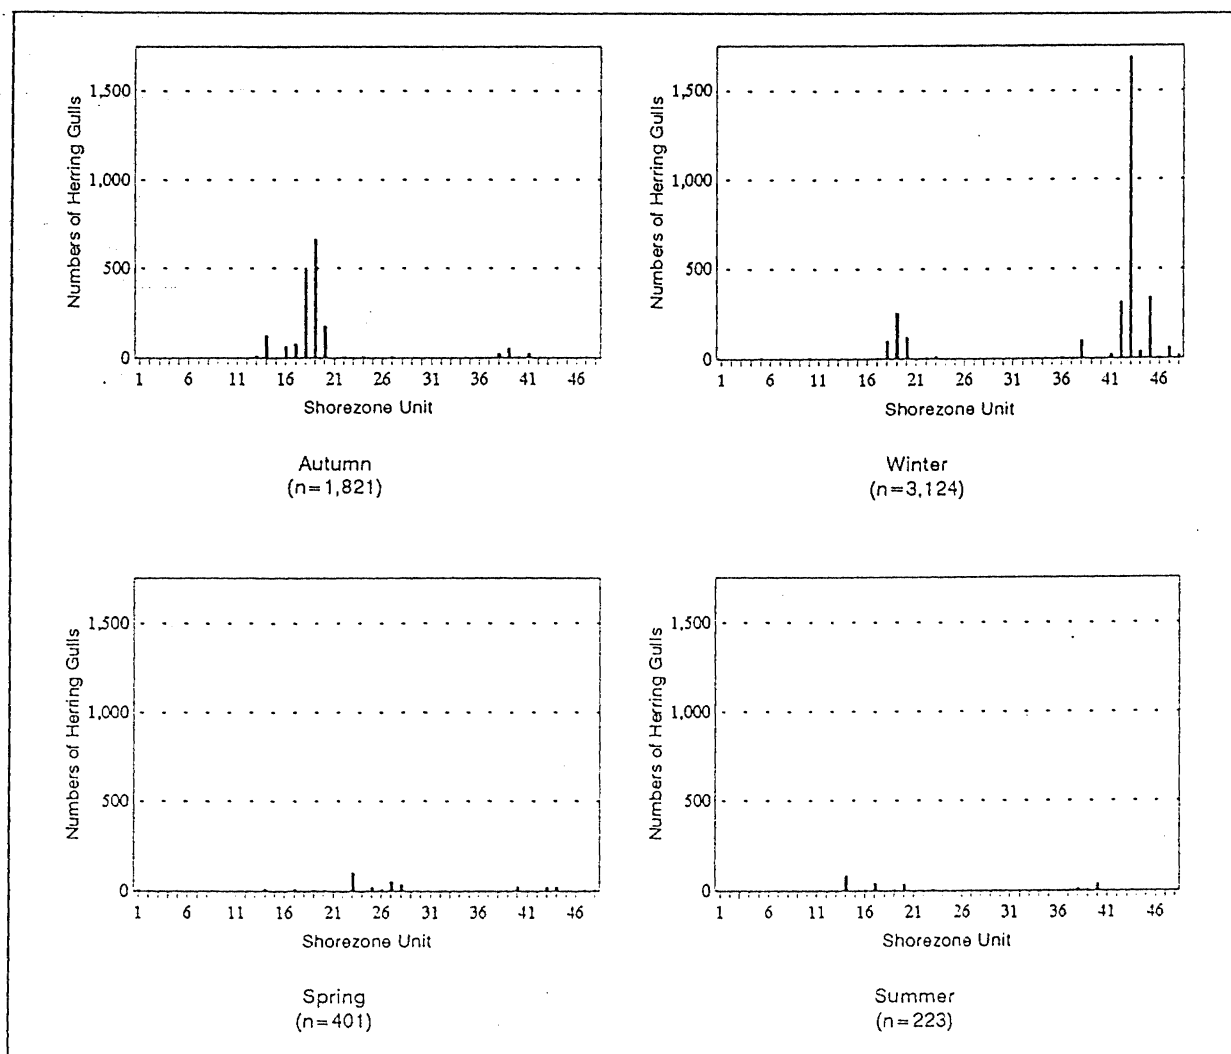 Numbers of Herring Gulls
1,500
1,000
500
0
1 6 11 16 21 26 31 36 41 46
Shorezone Unit
Autumn
(n=1,821)
Numbers of Herring Gulls
1,500
1,000
500
0
1 6 11 16 21 26 31 36 41 46
Shorezone Unit
Winter
(n=3,124)
Numbers of Herring Gulls
1,500
1,000
500
0
1 6 11 16 21 26 31 36 41 46
Shorezone Unit
Spring
(n=401)
Numbers of Herring Gulls
1,500
1,000
500
0
1 6 11 16 21 26 31 36 41 46
Shorezone Unit
Summer
(n=223)